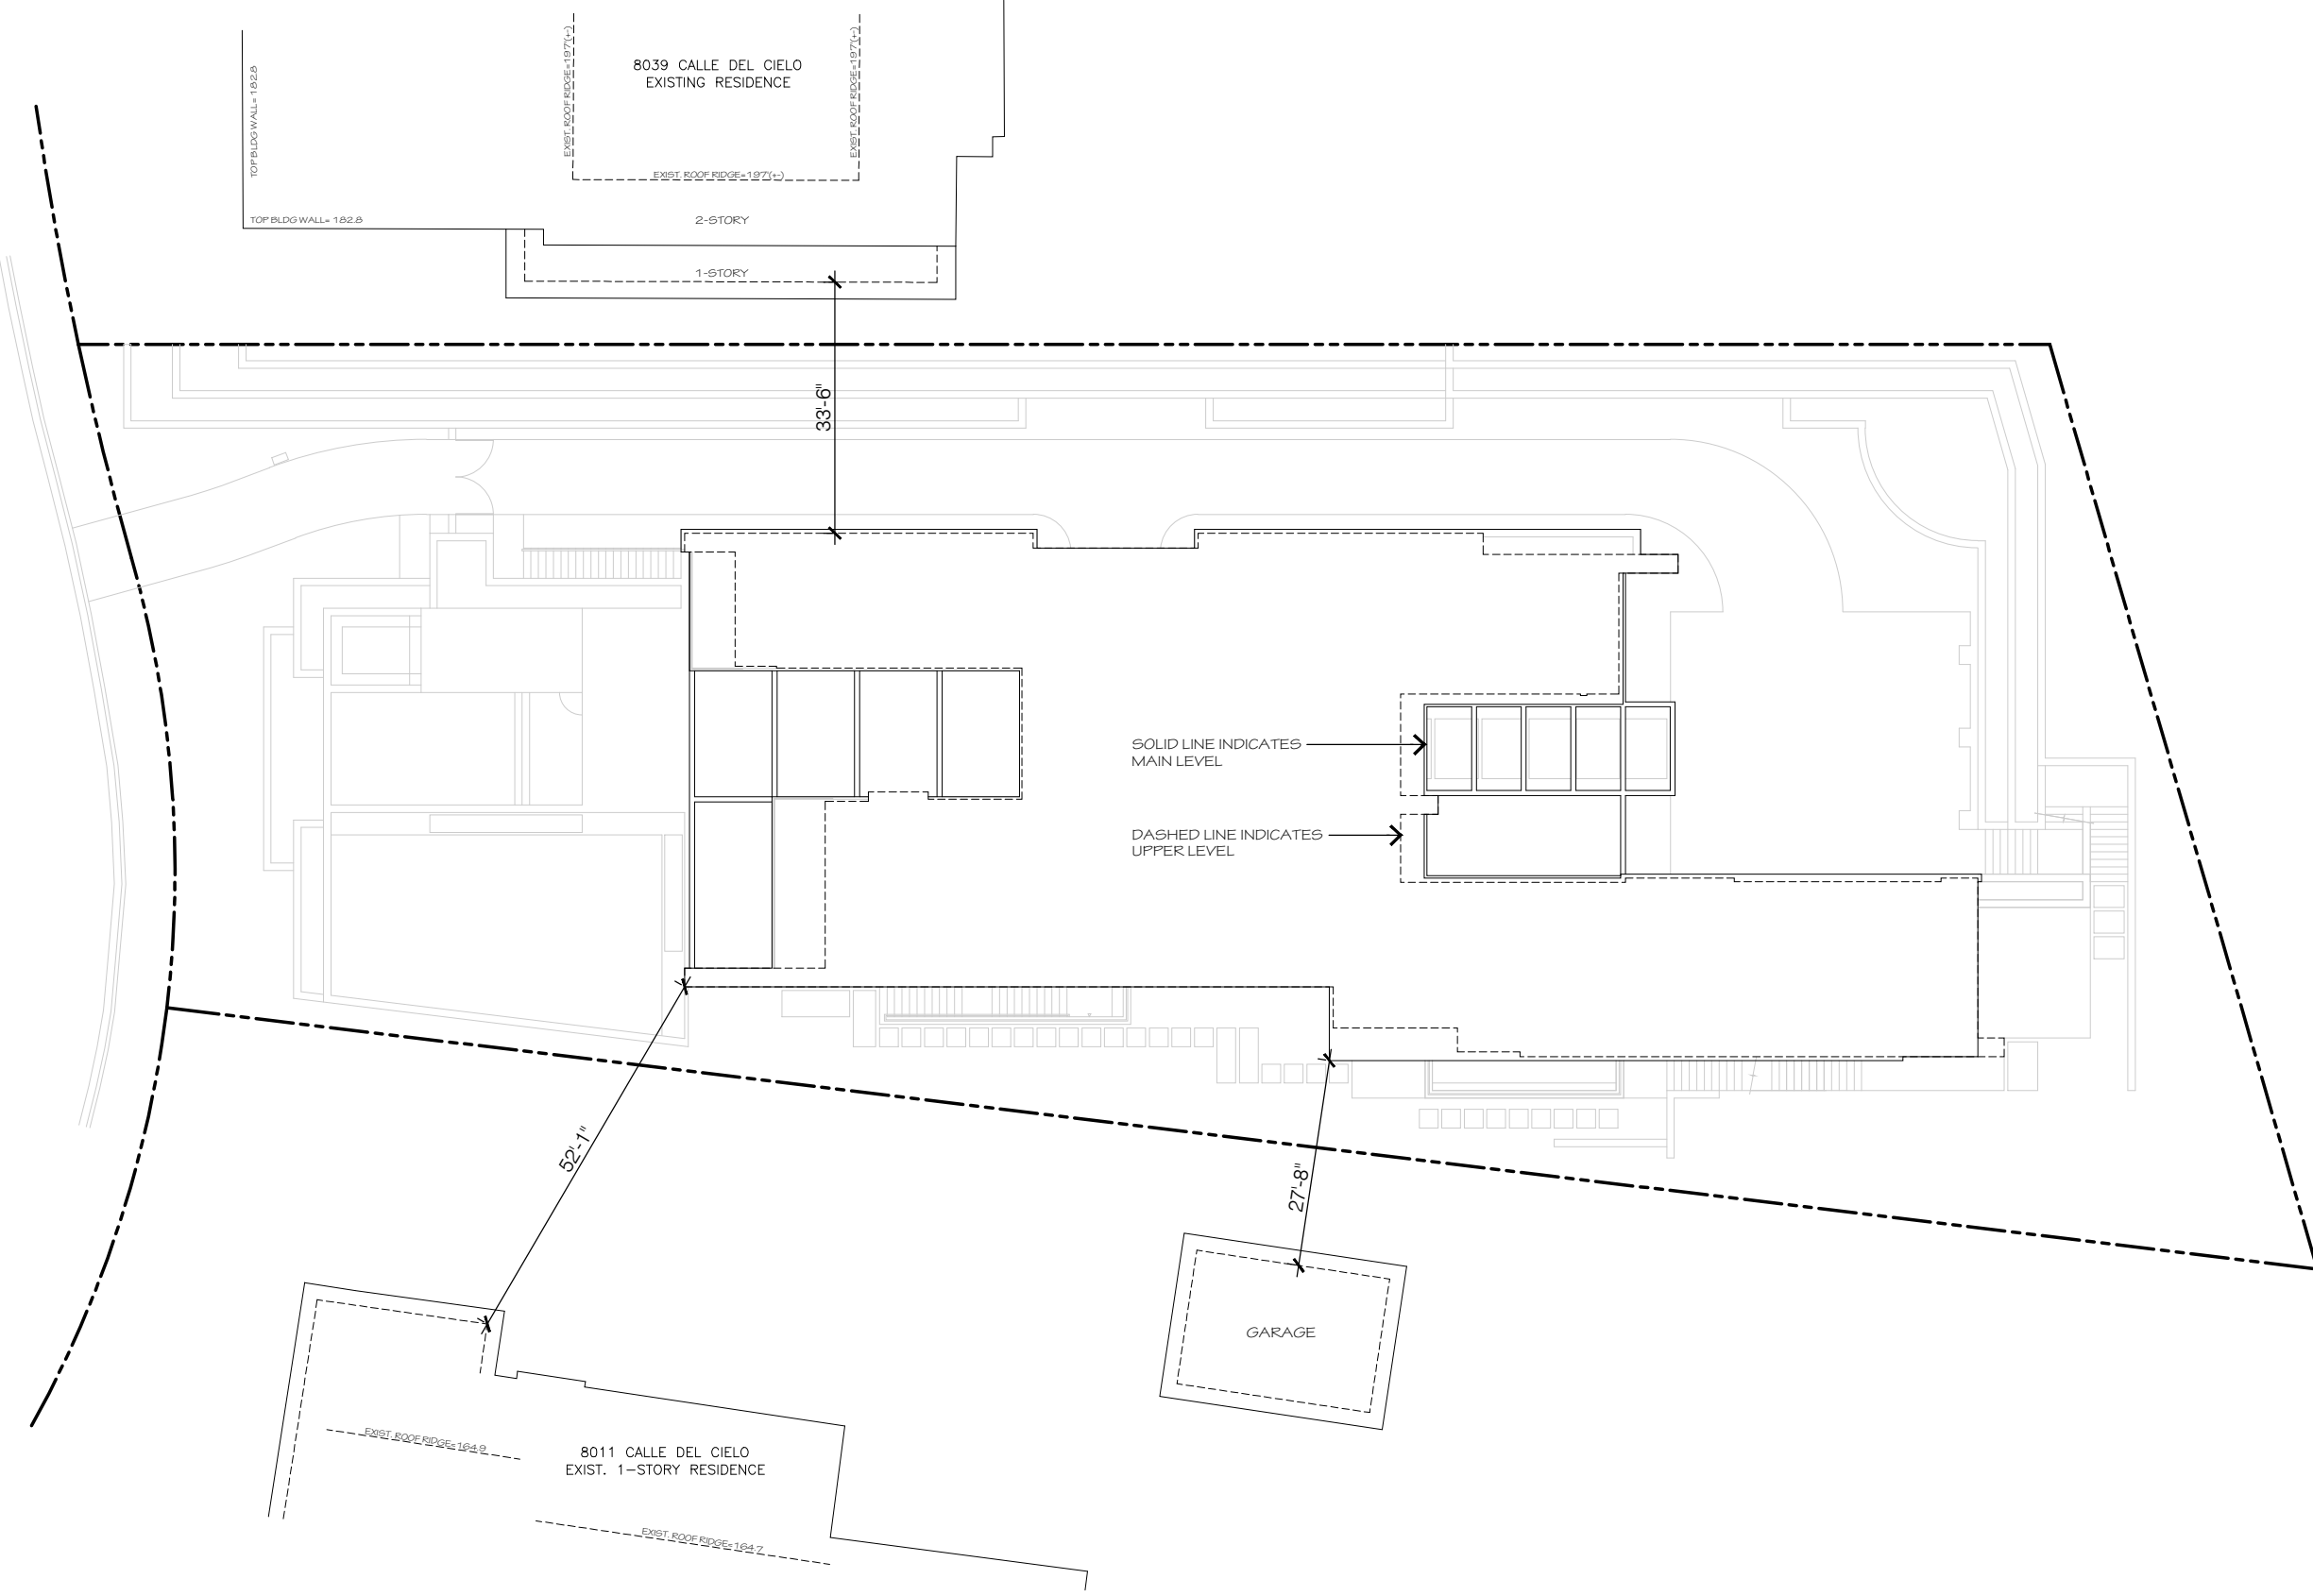 8039 CALLE DEL CIELO
EXISTING RESIDENCE
EXIST. ROOF RIDGE=197'(+-)
EXIST. ROOF RIDGE=197'(+-)
TOP BLDG WALL= 182.8
EXIST. ROOF RIDGE=197'(+-)
TOP BLDG WALL= 182.8
2-STORY
1-STORY
33'-6"
SOLID LINE INDICATES
MAIN LEVEL
DASHED LINE INDICATES
UPPER LEVEL
52'-1"
27'-8"
GARAGE
EXIST. ROOF RIDGE=164.9
8011 CALLE DEL CIELO
EXIST. 1-STORY RESIDENCE
EXIST. ROOF RIDGE=164.7